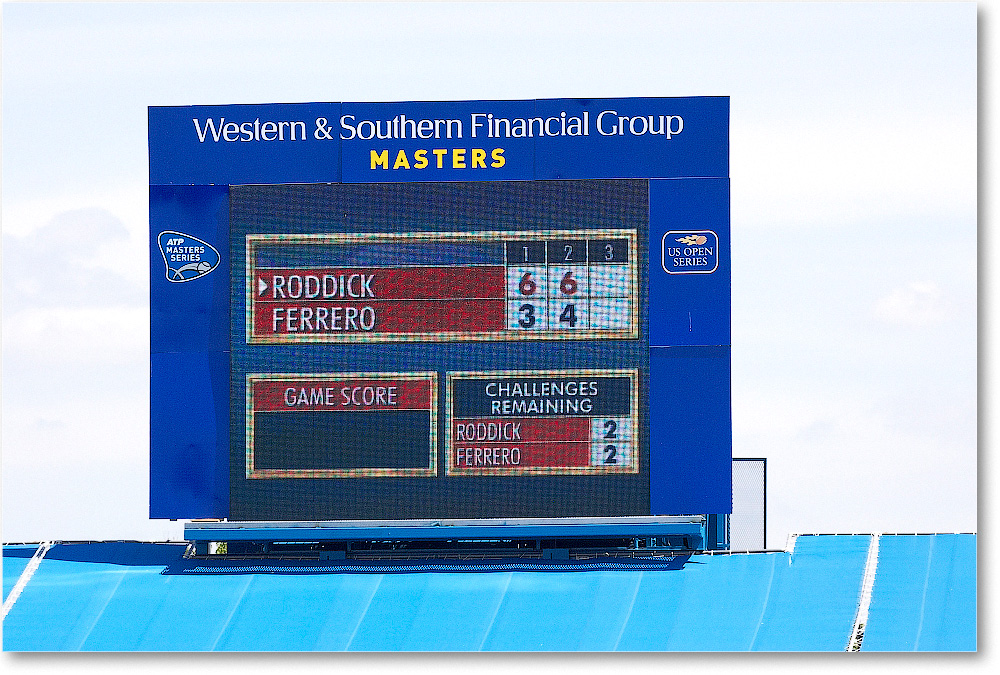 Western & Southern Financial Group
MASTERS
ATP
MASTERS
SERIES
US OPEN
SERIES
1 2 3
RODDICK 6 6
FERRERO 3 4
GAME SCORE
CHALLENGES
REMAINING
RODDICK 2
FERRERO 2